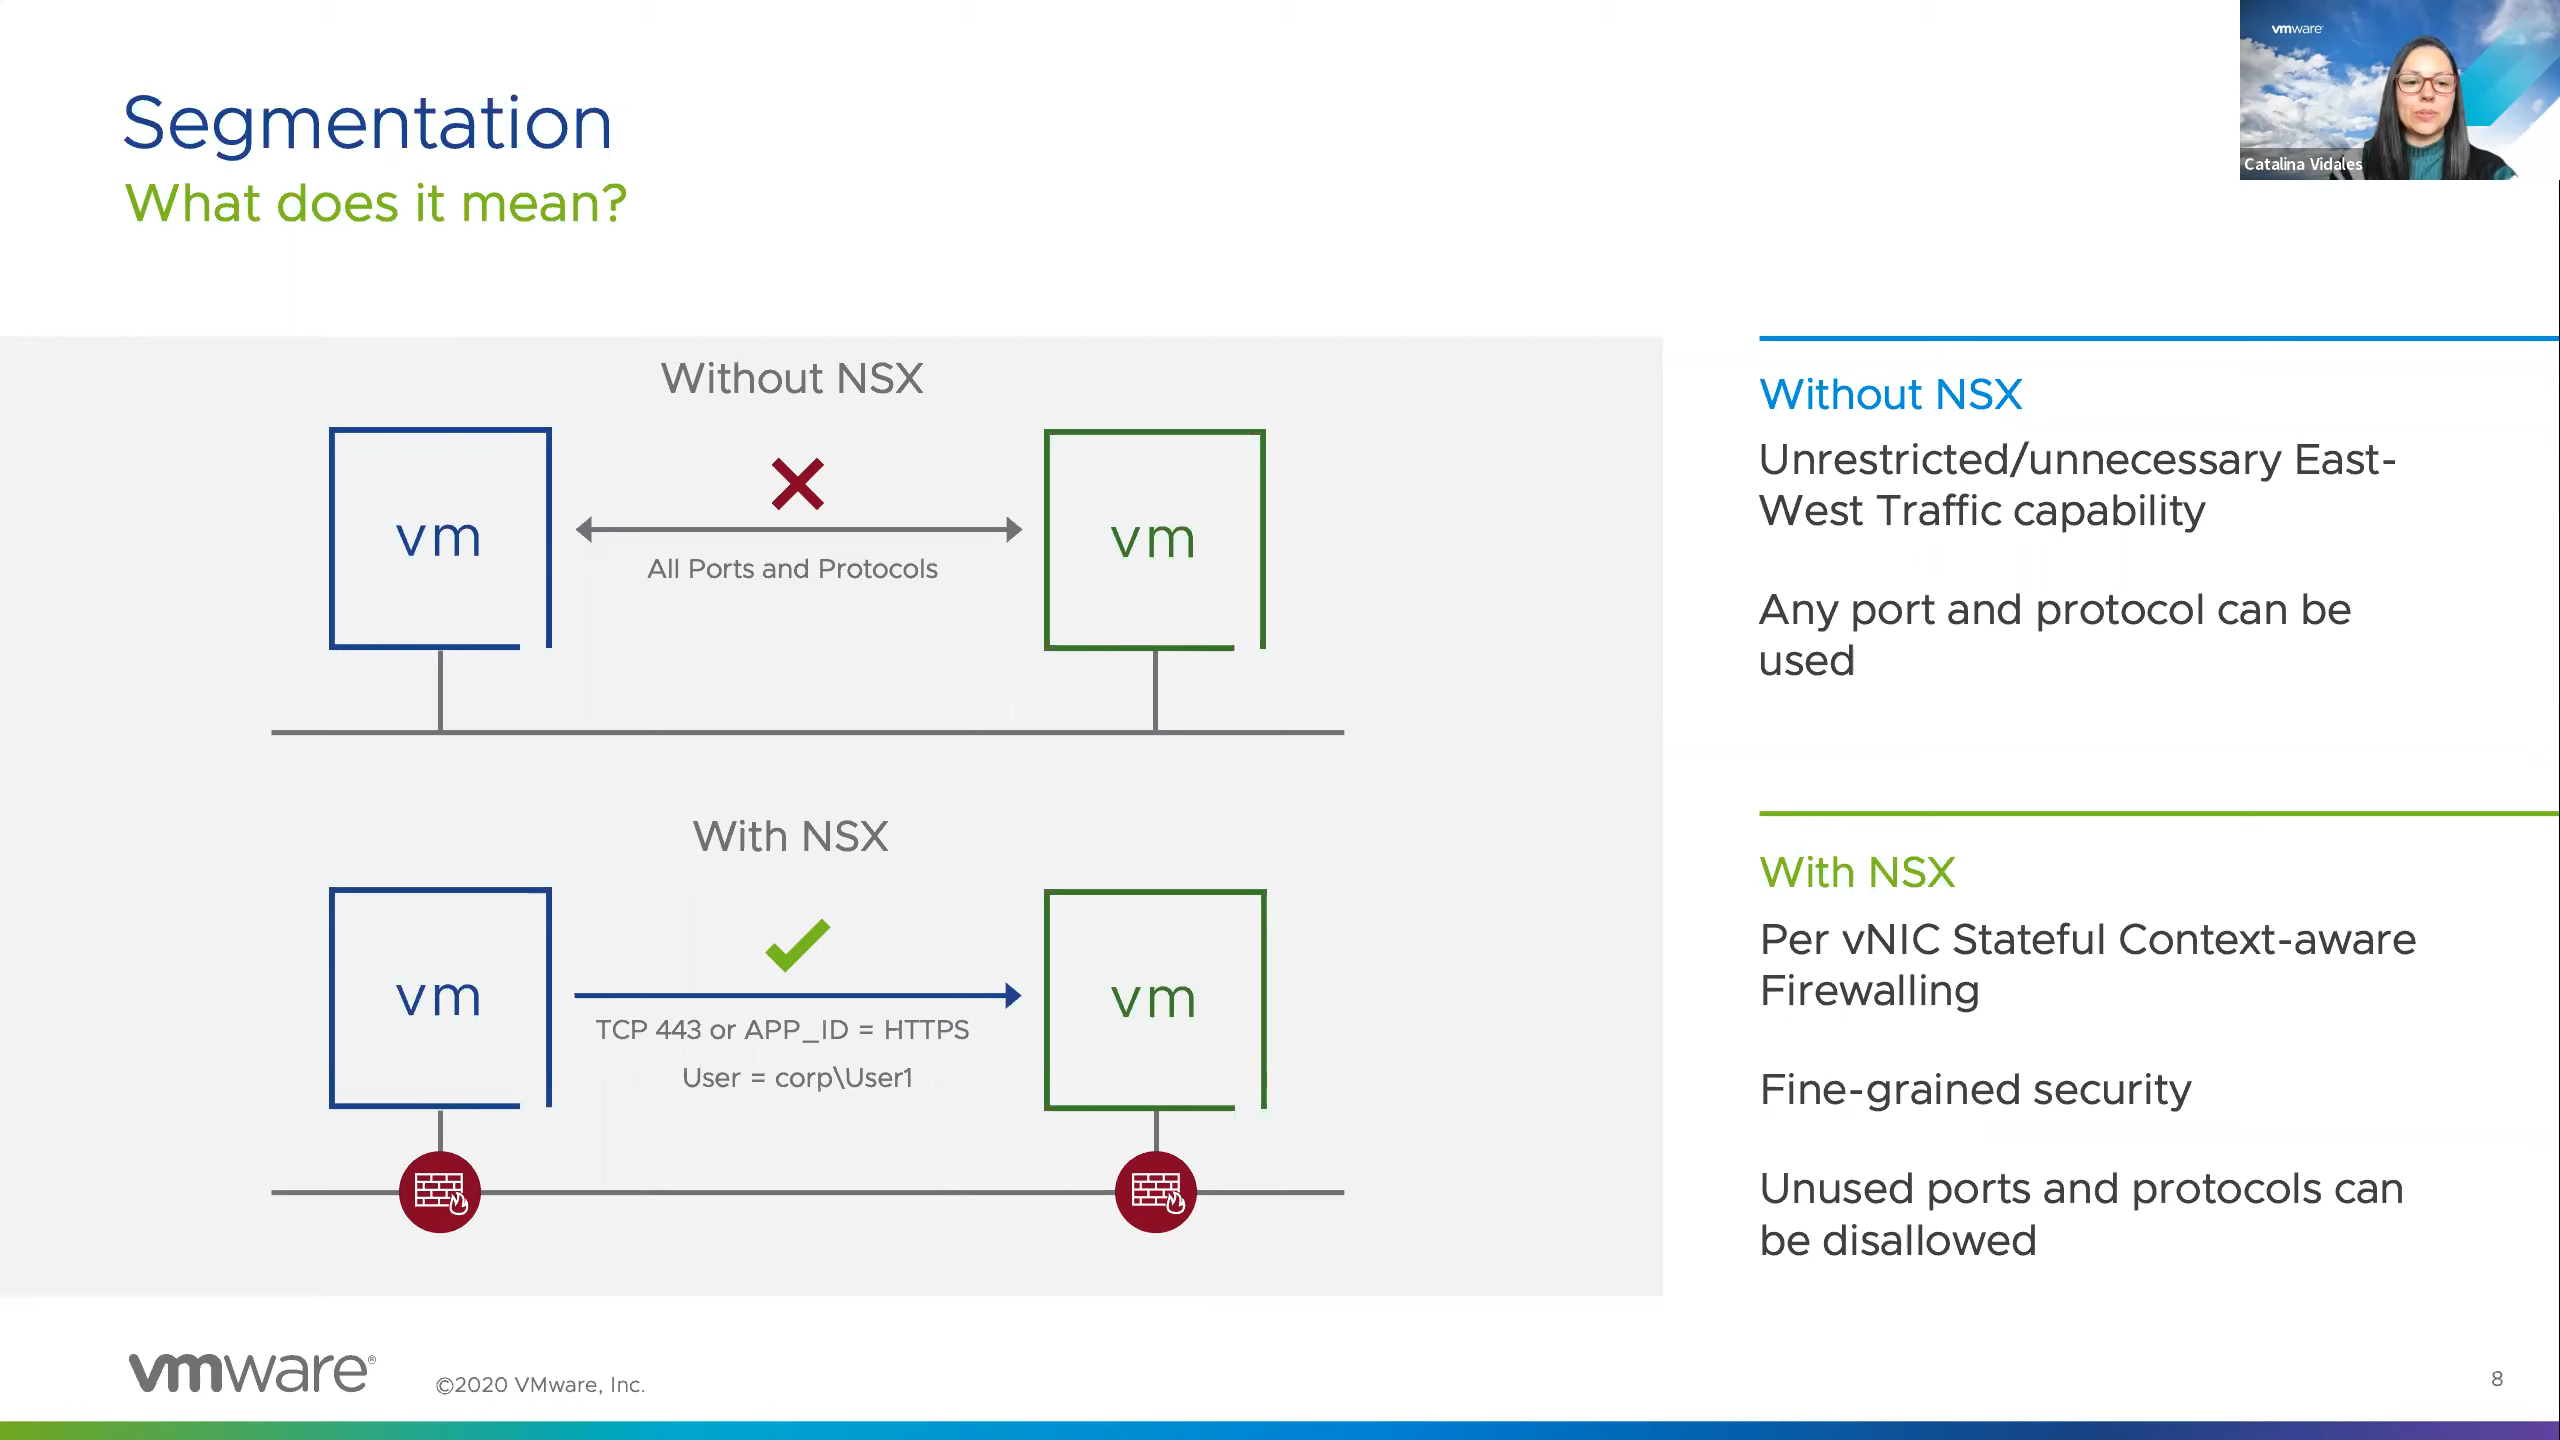 vmware
Catalina Vidales
Segmentation
What does it mean?
Without NSX
vm
vm
All Ports and Protocols
With NSX
vm
vm
TCP 443 or APP_ID = HTTPS
User = corp\User1
Without NSX
Unrestricted/unnecessary East-
West Traffic capability
Any port and protocol can be
used
With NSX
Per vNIC Stateful Context-aware
Firewalling
Fine-grained security
Unused ports and protocols can
be disallowed
vmware®
©2020 VMware, Inc.
8